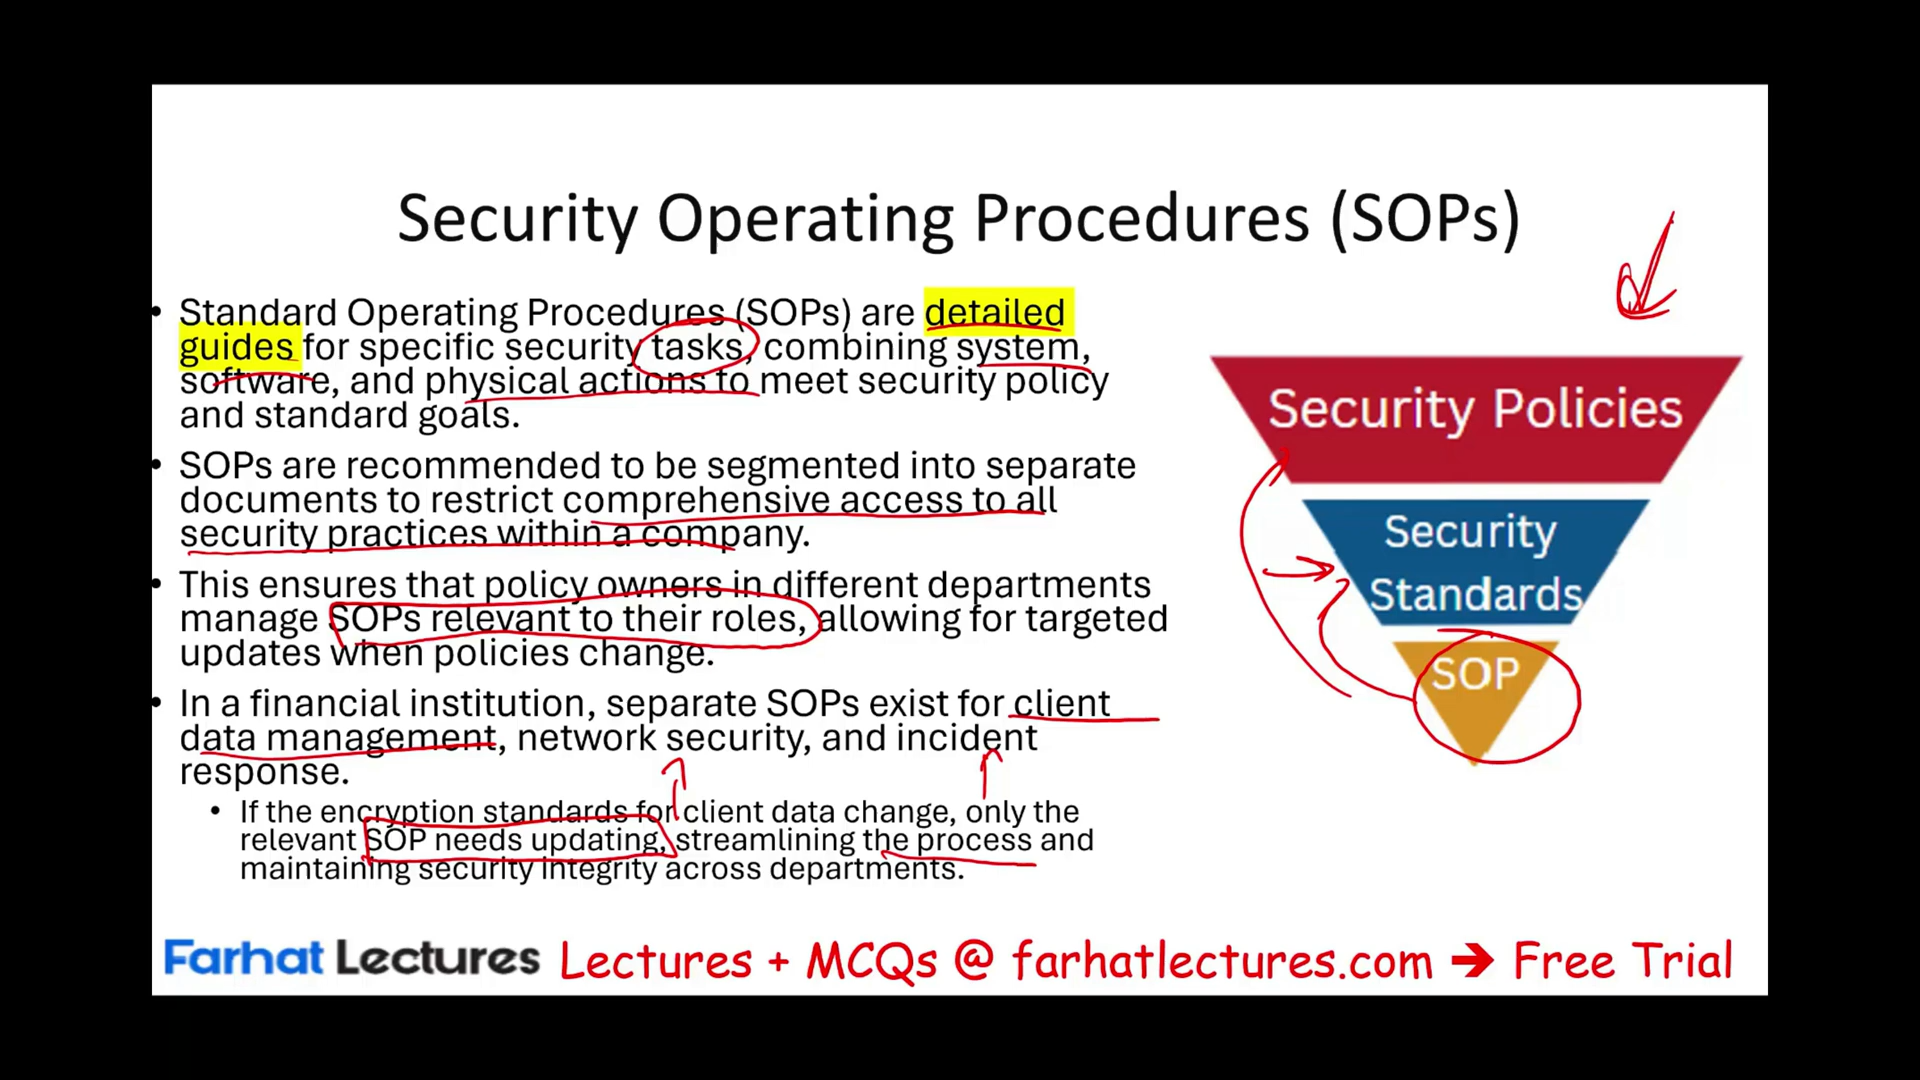 Security Operating Procedures (SOPs)
• Standard Operating Procedures (SOPs) are detailed
guides for specific security tasks, combining system,
software, and physical actions to meet security policy
and standard goals.
• SOPs are recommended to be segmented into separate
documents to restrict comprehensive access to all
security practices within a company.
• This ensures that policy owners in different departments
manage SOPs relevant to their roles, allowing for targeted
updates when policies change.
• In a financial institution, separate SOPs exist for client
data management, network security, and incident
response.
• If the encryption standards for client data change, only the
relevant SOP needs updating, streamlining the process and
maintaining security integrity across departments.
Security Policies
Security
Standards
SOP
Farhat Lectures Lectures + MCQs @ farhatlectures.com → Free Trial